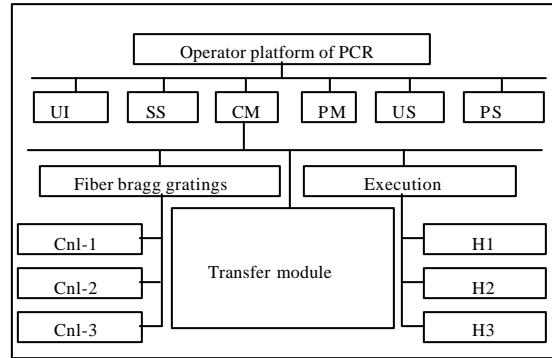 Operator platform of PCR
UI SS CM PM US PS
Fiber bragg gratings Execution
Cnl-1 H1
Transfer module
Cnl-2 H2
Cnl-3 H3